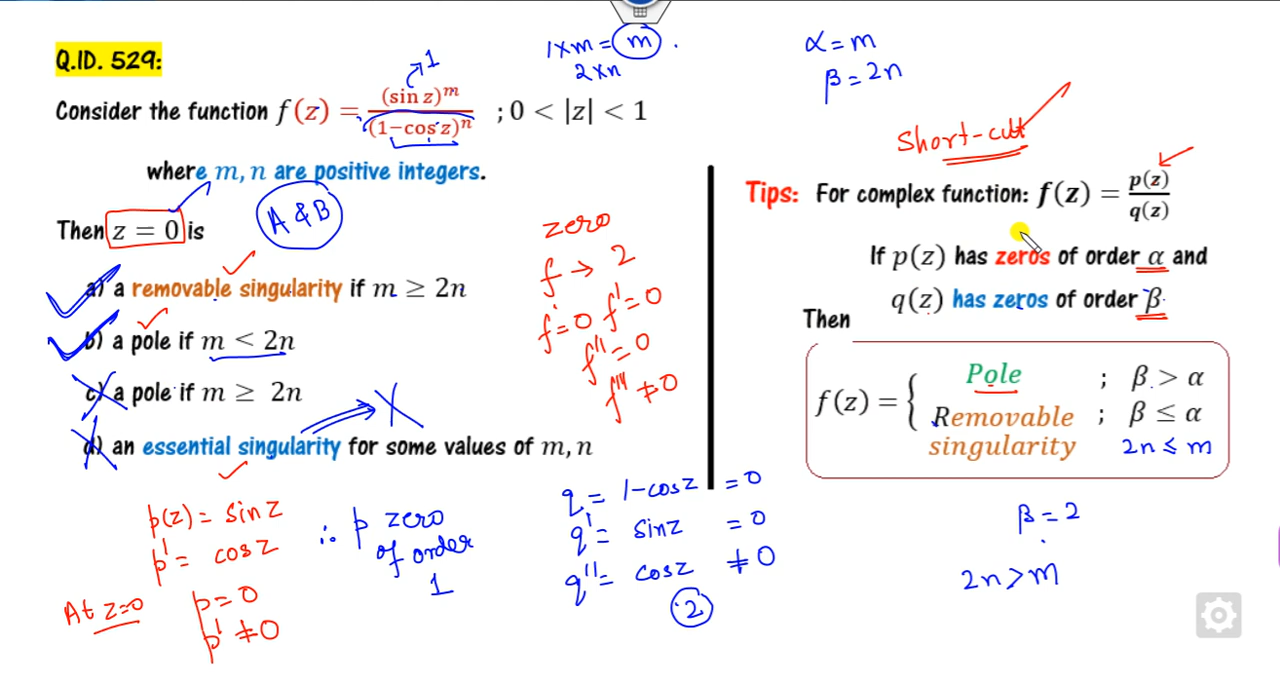 Q.ID. 529:
1×m = m .
2×n
α = m
β = 2n
1
Consider the function f(z) = (sin z)^m / (1−cos z)^n ; 0 < |z| < 1
where m, n are positive integers.
Then z = 0 is
A & B
a) a removable singularity if m ≥ 2n
b) a pole if m < 2n
c) a pole if m ≥ 2n
d) an essential singularity for some values of m, n
zero
f → 2
f = 0 f' = 0
f'' = 0
f''' ≠ 0
p(z) = sin z
p' = cos z
At z=0 p = 0
p' ≠ 0
∴ p zero
of order
1
q = 1−cos z = 0
q' = sin z = 0
q'' = cos z ≠ 0
2
Short-cut
Tips: For complex function: f(z) = p(z)/q(z)
If p(z) has zeros of order α and
q(z) has zeros of order β.
Then
f(z) = { Pole ; β > α
Removable ; β ≤ α
singularity 2n ≤ m
β = 2
2n > m